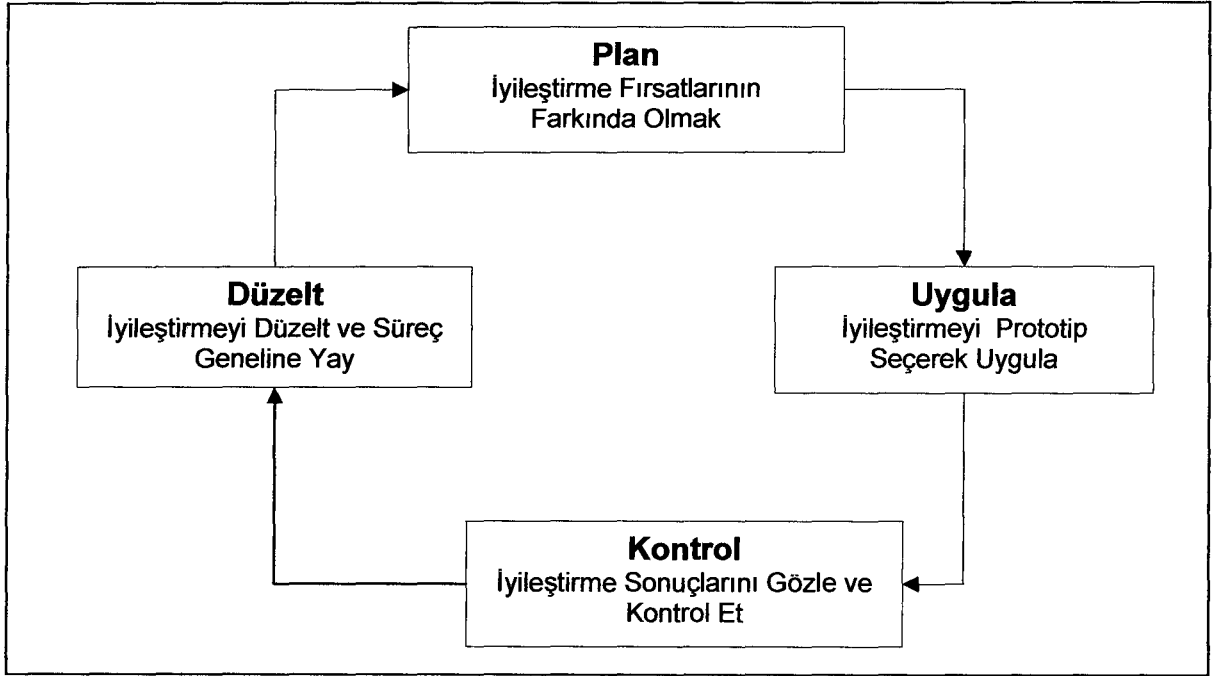 Plan
İyileştirme Fırsatlarının
Farkında Olmak
Düzelt
İyileştirmeyi Düzelt ve Süreç
Geneline Yay
Uygula
İyileştirmeyi Prototip
Seçerek Uygula
Kontrol
İyileştirme Sonuçlarını Gözle ve
Kontrol Et